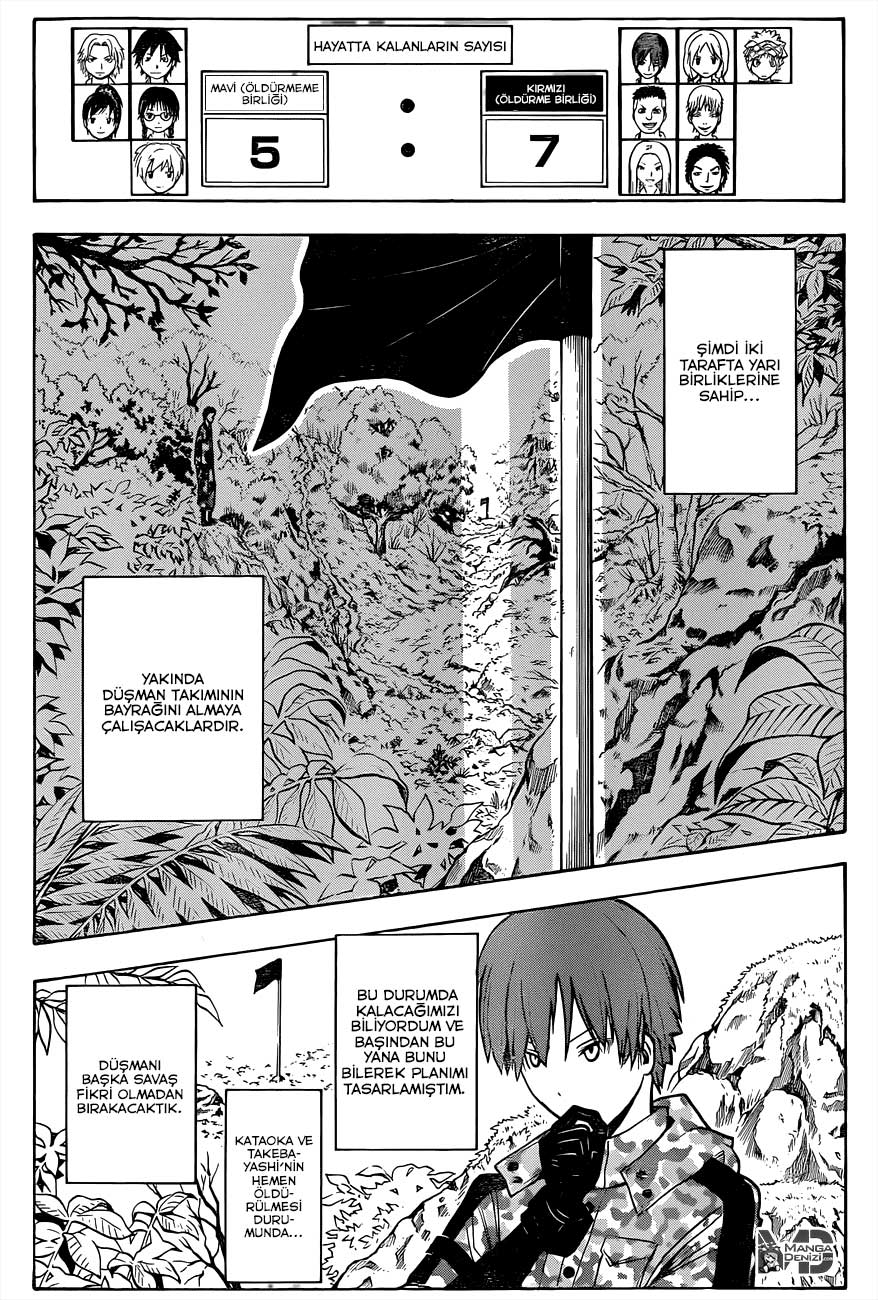 HAYATTA KALANLARIN SAYISI
MAVİ (ÖLDÜRMEME
BİRLİĞİ)
5
KIRMIZI
(ÖLDÜRME BİRLİĞİ)
7
ŞİMDİ İKİ
TARAFTA YARI
BİRLİKLERİNE
SAHİP...
YAKINDA
DÜŞMAN TAKIMININ
BAYRAĞINI ALMAYA
ÇALIŞACAKLARDIR.
BU DURUMDA
KALACAĞIMIZI
BİLİYORDUM VE
BAŞINDAN BU
YANA BUNU
BİLEREK PLANIMI
TASARLAMIŞTIM.
DÜŞMANI
BAŞKA SAVAŞ
FİKRİ OLMADAN
BIRAKACAKTIK.
KATAOKA VE
TAKEBA-
YASHİ'NİN
HEMEN
ÖLDÜ-
RÜLMESİ
DURU-
MUNDA...
MD
MANGA
DENİZİ